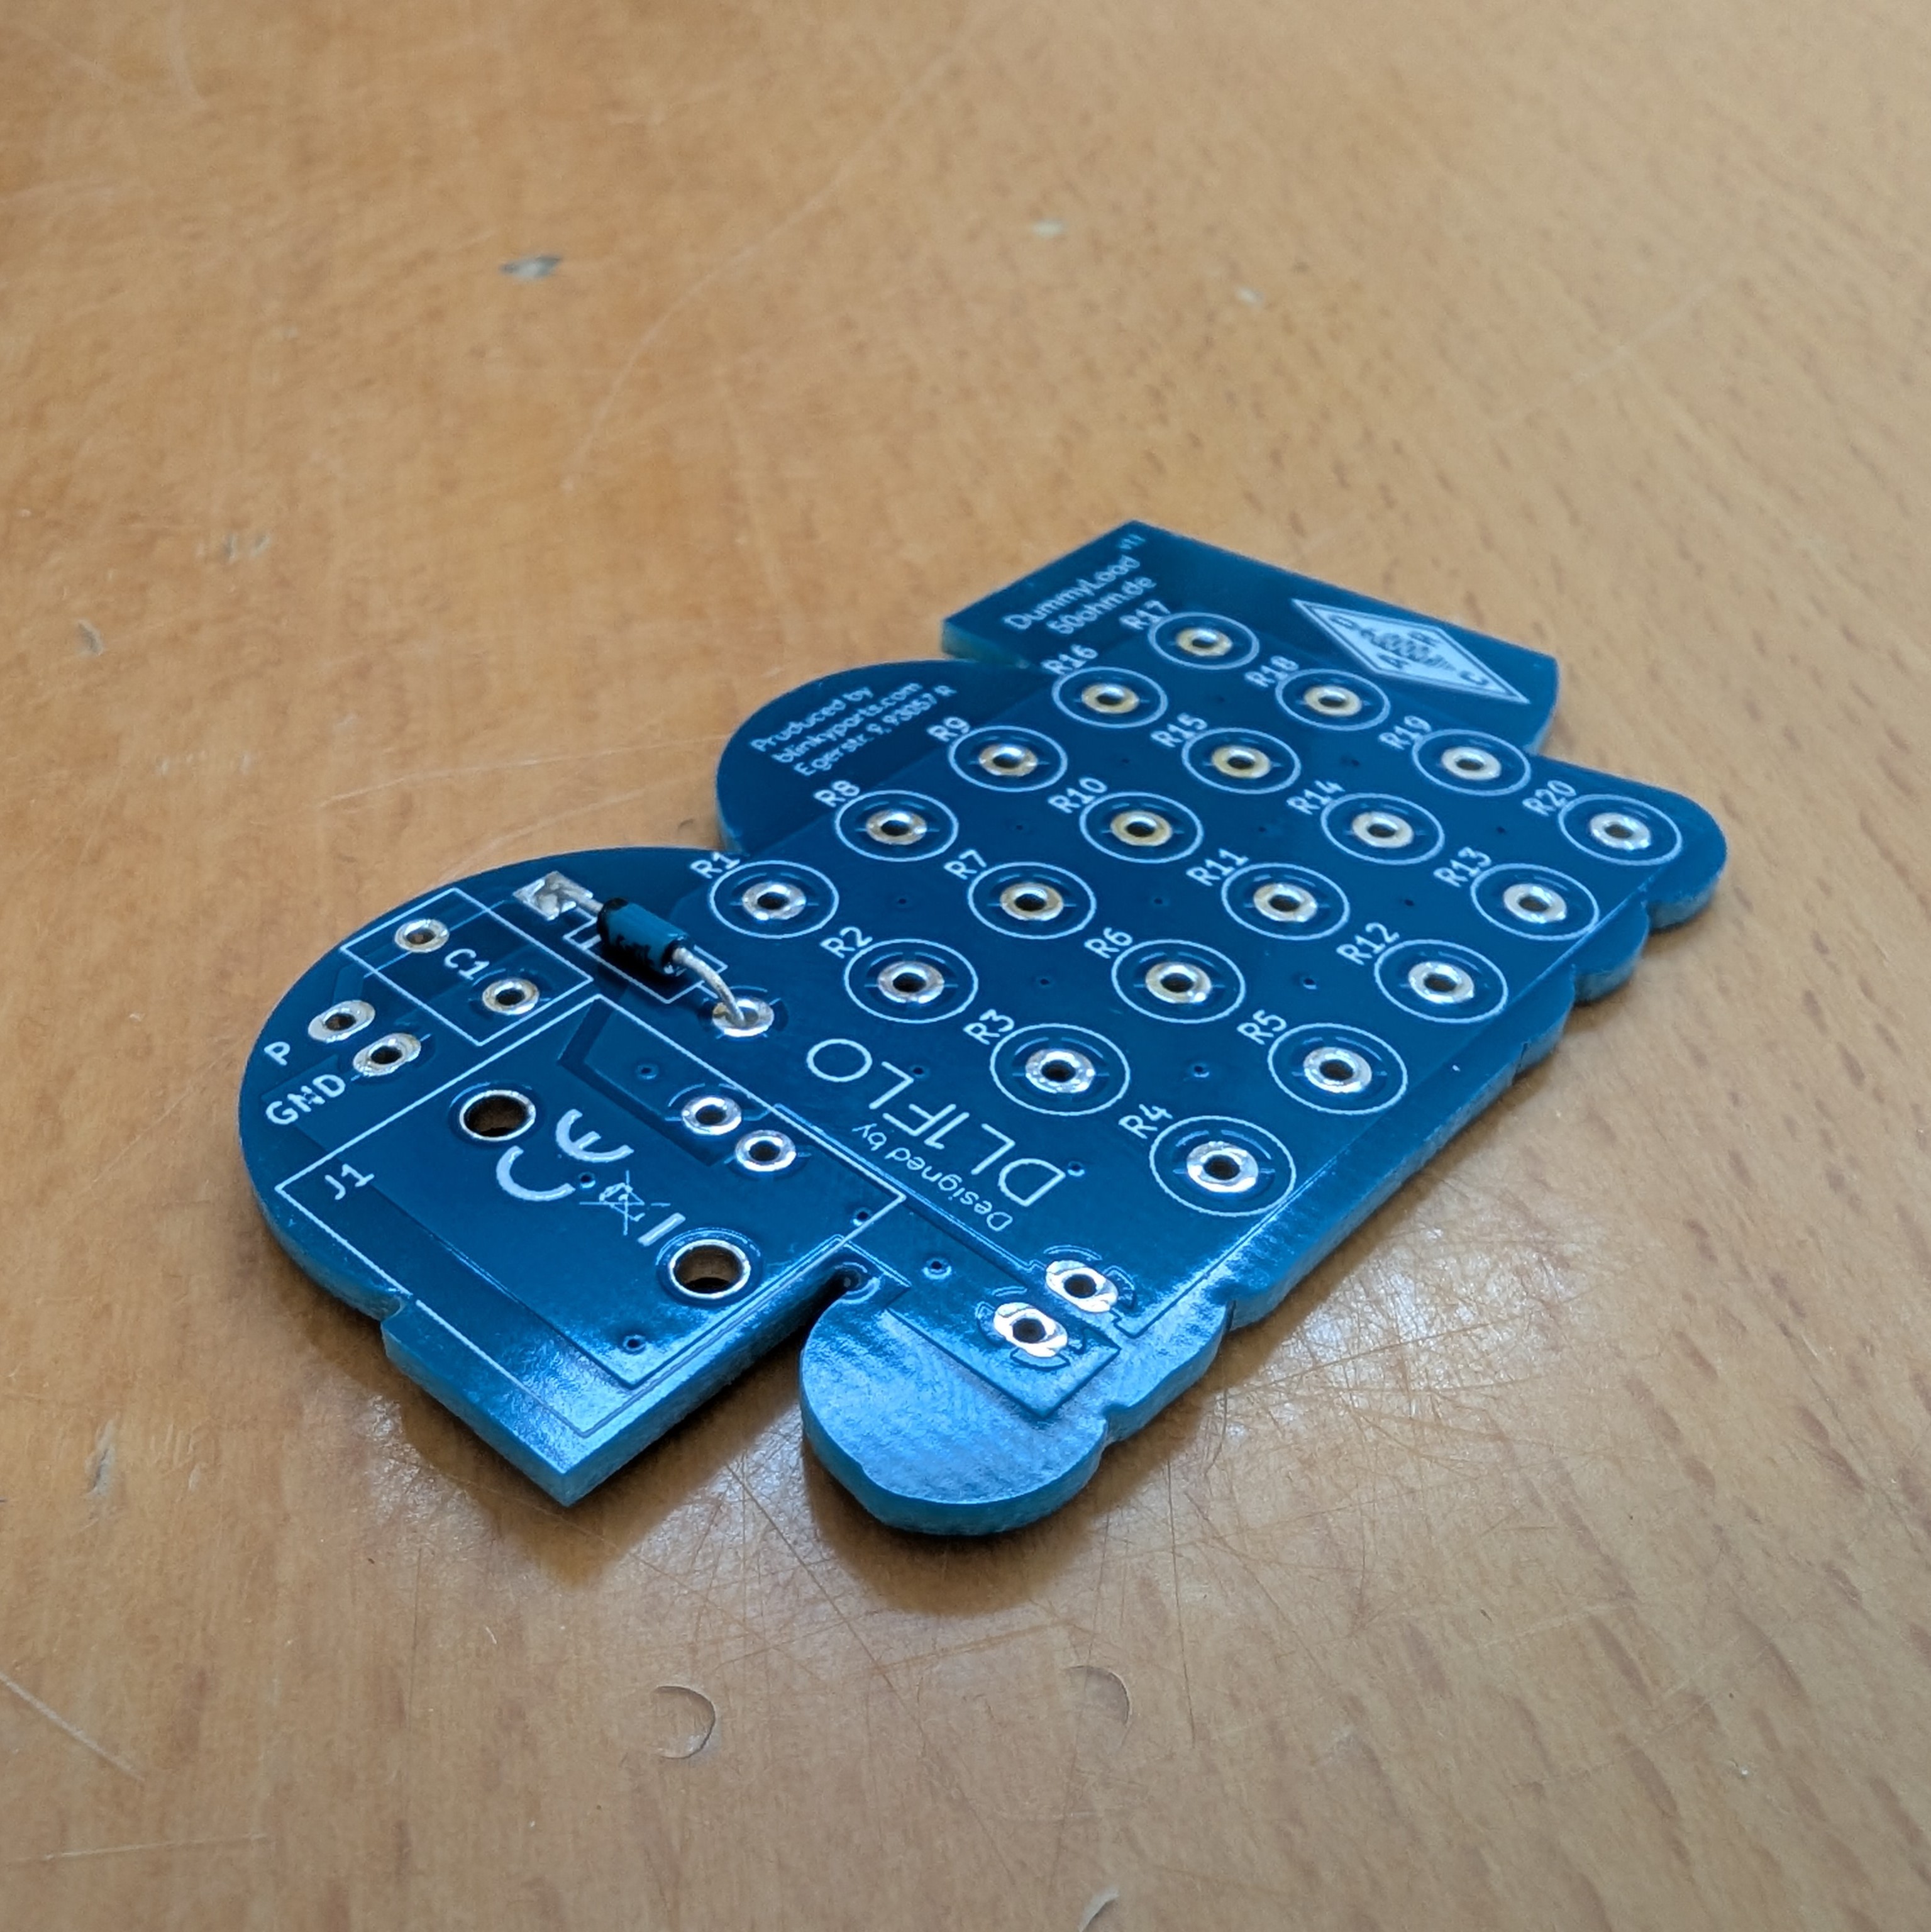 DummyLoad V1.1
50ohm.de
D
A R
C
Produced by
blinkyparts.com
Egerstr. 9, 93057 R
R17
R16
R18
R9
R15
R19
R8
R10
R14
R20
R1
R7
R11
R13
R2
R6
R12
R3
R5
R4
C1
P
GND
J1
CE
Designed by
DL1FLO